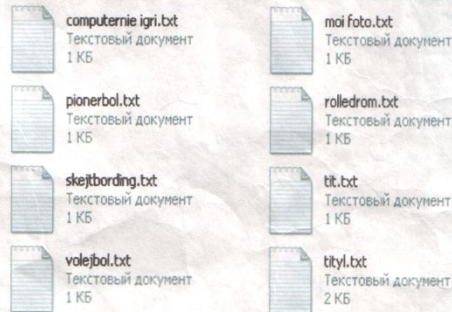 computernie igri.txt
Текстовый документ
1 КБ
moi foto.txt
Текстовый документ
1 КБ
pionerbol.txt
Текстовый документ
1 КБ
rolledrom.txt
Текстовый документ
1 КБ
skejtbording.txt
Текстовый документ
1 КБ
tit.txt
Текстовый документ
1 КБ
volejbol.txt
Текстовый документ
1 КБ
tityl.txt
Текстовый документ
2 КБ